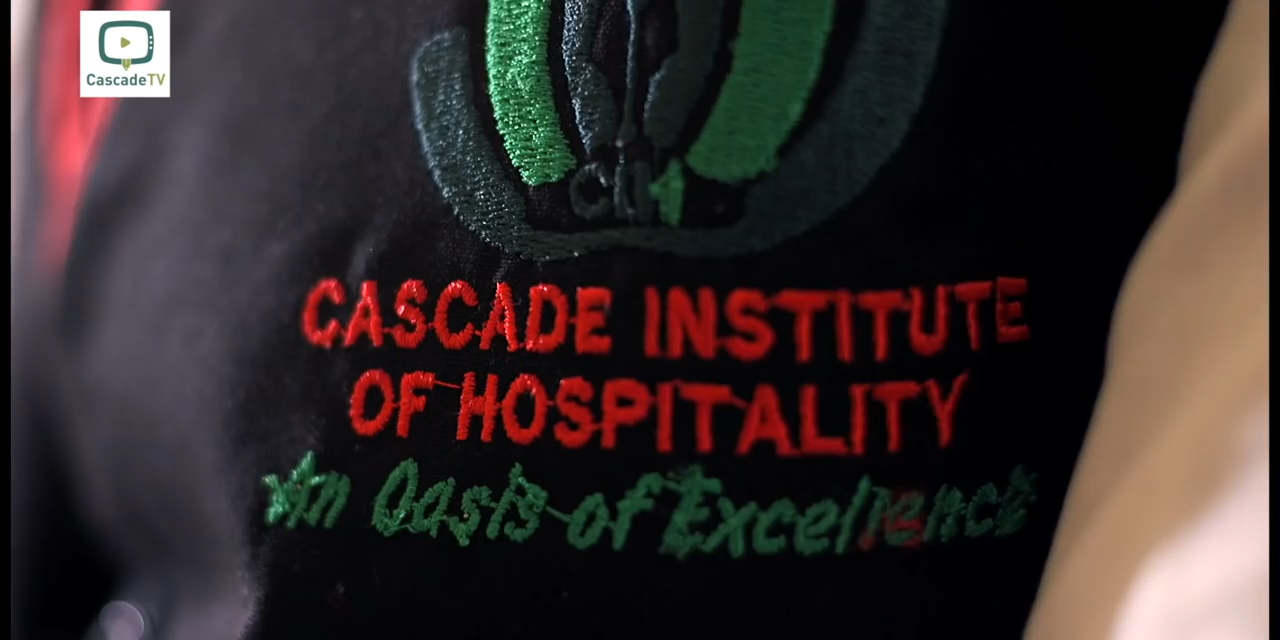 CascadeTV
CIH
CASCADE INSTITUTE
OF HOSPITALITY
An Oasis of Excellence